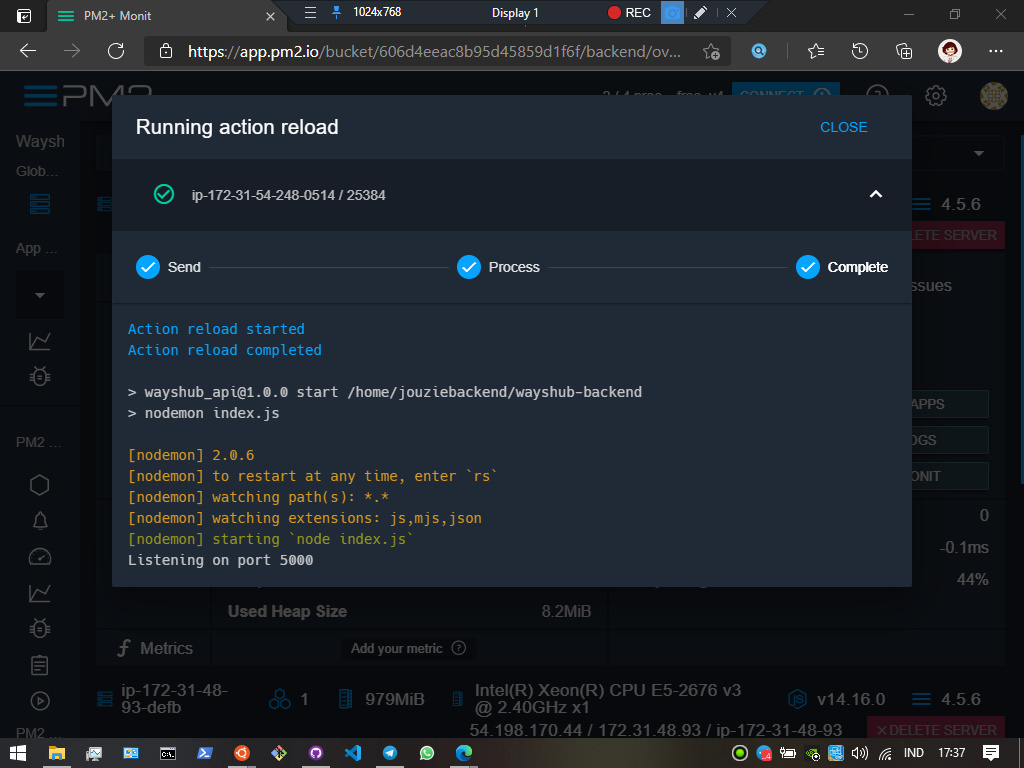 PM2+ Monit
1024x768
Display 1
REC
https://app.pm2.io/bucket/606d4eeac8b95d45859d1f6f/backend/ov...
PM2
CONNECT
Waysh
Glob...
App ...
PM2 ...
PM2 ...
Running action reload
CLOSE
ip-172-31-54-248-0514 / 25384
Send
Process
Complete
Action reload started
Action reload completed
> wayshub_api@1.0.0 start /home/jouziebackend/wayshub-backend
> nodemon index.js
[nodemon] 2.0.6
[nodemon] to restart at any time, enter `rs`
[nodemon] watching path(s): *.*
[nodemon] watching extensions: js,mjs,json
[nodemon] starting `node index.js`
Listening on port 5000
4.5.6
LETE SERVER
ssues
APPS
OGS
ONIT
0
-0.1ms
44%
Used Heap Size
8.2MiB
Metrics
Add your metric ?
ip-172-31-48-
93-defb
1
979MiB
Intel(R) Xeon(R) CPU E5-2676 v3
@ 2.40GHz x1
v14.16.0
4.5.6
54.198.170.44 / 172.31.48.93 / ip-172-31-48-93
DELETE SERVER
IND
17:37